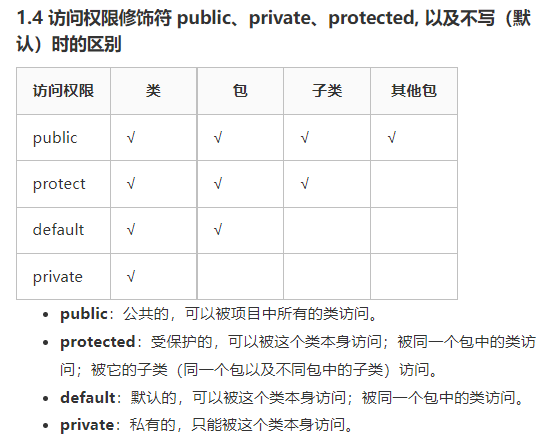 1.4 访问权限修饰符 public、private、protected, 以及不写（默
认）时的区别
访问权限 类 包 子类 其他包
public √ √ √ √
protect √ √ √
default √ √
private √
• public：公共的，可以被项目中所有的类访问。
• protected：受保护的，可以被这个类本身访问；被同一个包中的类访
问；被它的子类（同一个包以及不同包中的子类）访问。
• default：默认的，可以被这个类本身访问；被同一个包中的类访问。
• private：私有的，只能被这个类本身访问。